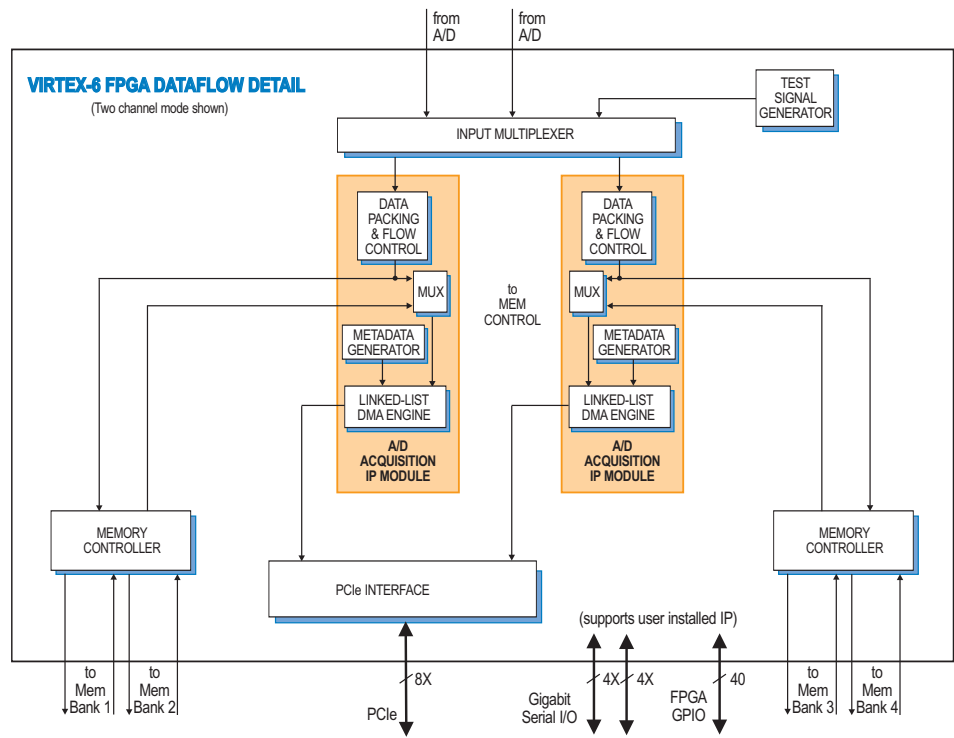 from
A/D
from
A/D
VIRTEX-6 FPGA DATAFLOW DETAIL
(Two channel mode shown)
TEST
SIGNAL
GENERATOR
INPUT MULTIPLEXER
DATA
PACKING
& FLOW
CONTROL
DATA
PACKING
& FLOW
CONTROL
MUX
to
MEM
CONTROL
MUX
METADATA
GENERATOR
METADATA
GENERATOR
LINKED-LIST
DMA ENGINE
LINKED-LIST
DMA ENGINE
A/D
ACQUISITION
IP MODULE
A/D
ACQUISITION
IP MODULE
MEMORY
CONTROLLER
MEMORY
CONTROLLER
PCIe INTERFACE
(supports user installed IP)
to
Mem
Bank 1
to
Mem
Bank 2
8X
PCIe
4X
4X
Gigabit
Serial I/O
40
FPGA
GPIO
to
Mem
Bank 3
to
Mem
Bank 4